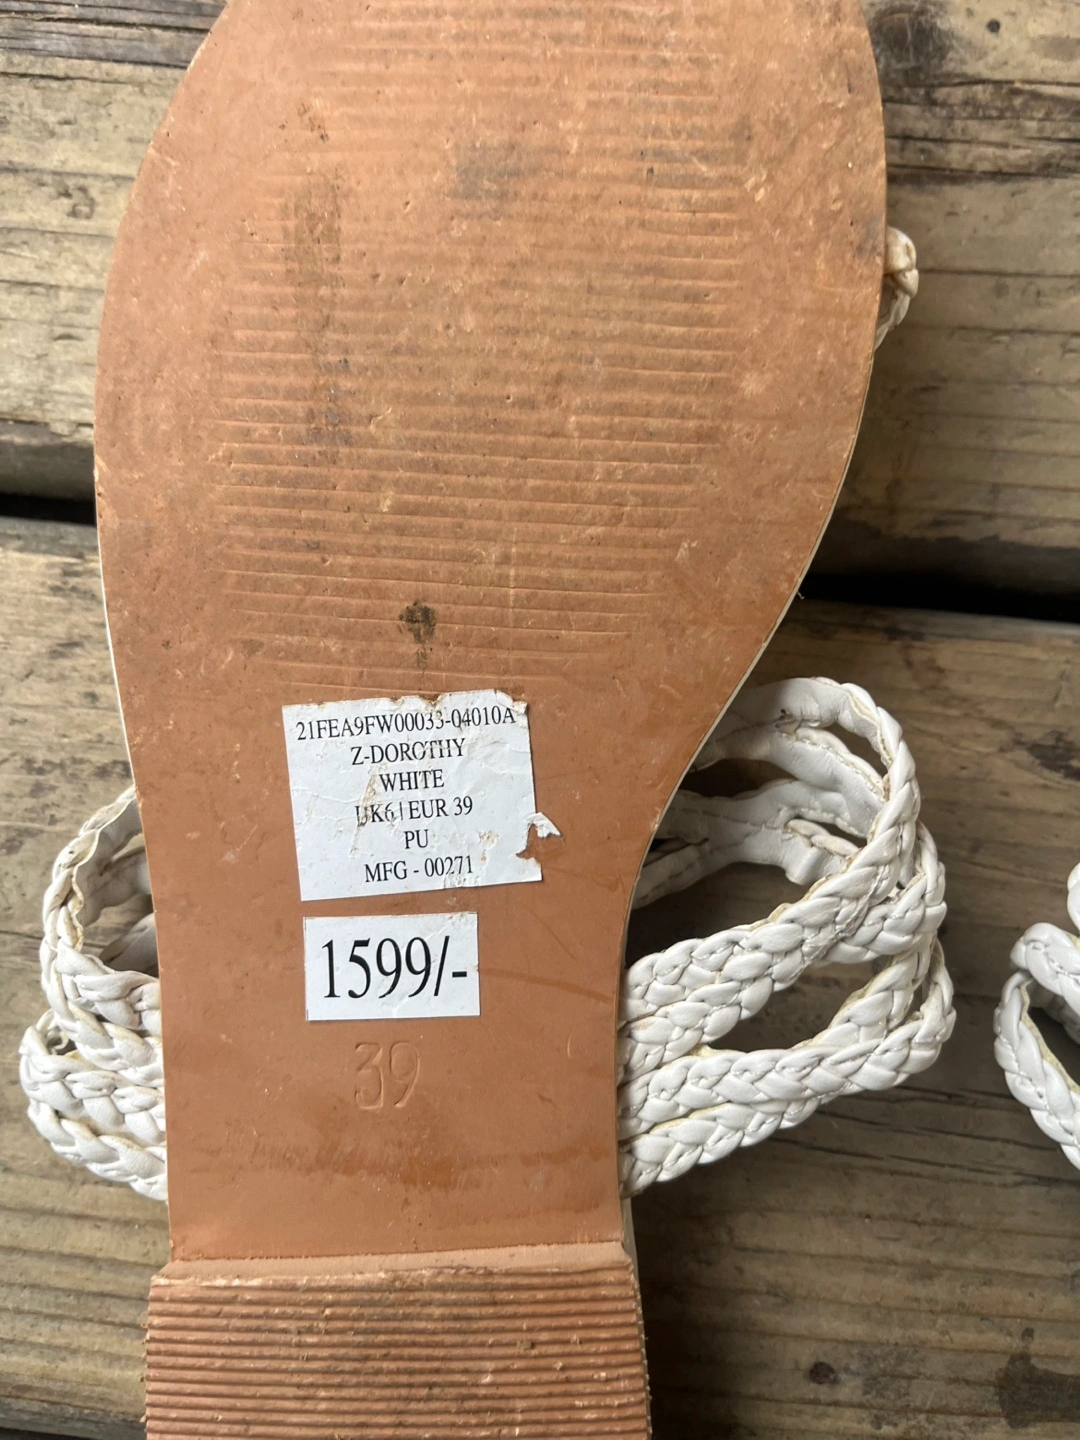 21FEA9FW00033-04010A
Z-DOROTHY
WHITE
UK6 | EUR 39
PU
MFG - 00271
1599/-
39